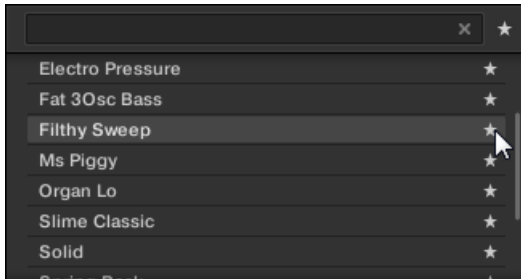 Electro Pressure
Fat 3Osc Bass
Filthy Sweep
Ms Piggy
Organ Lo
Slime Classic
Solid